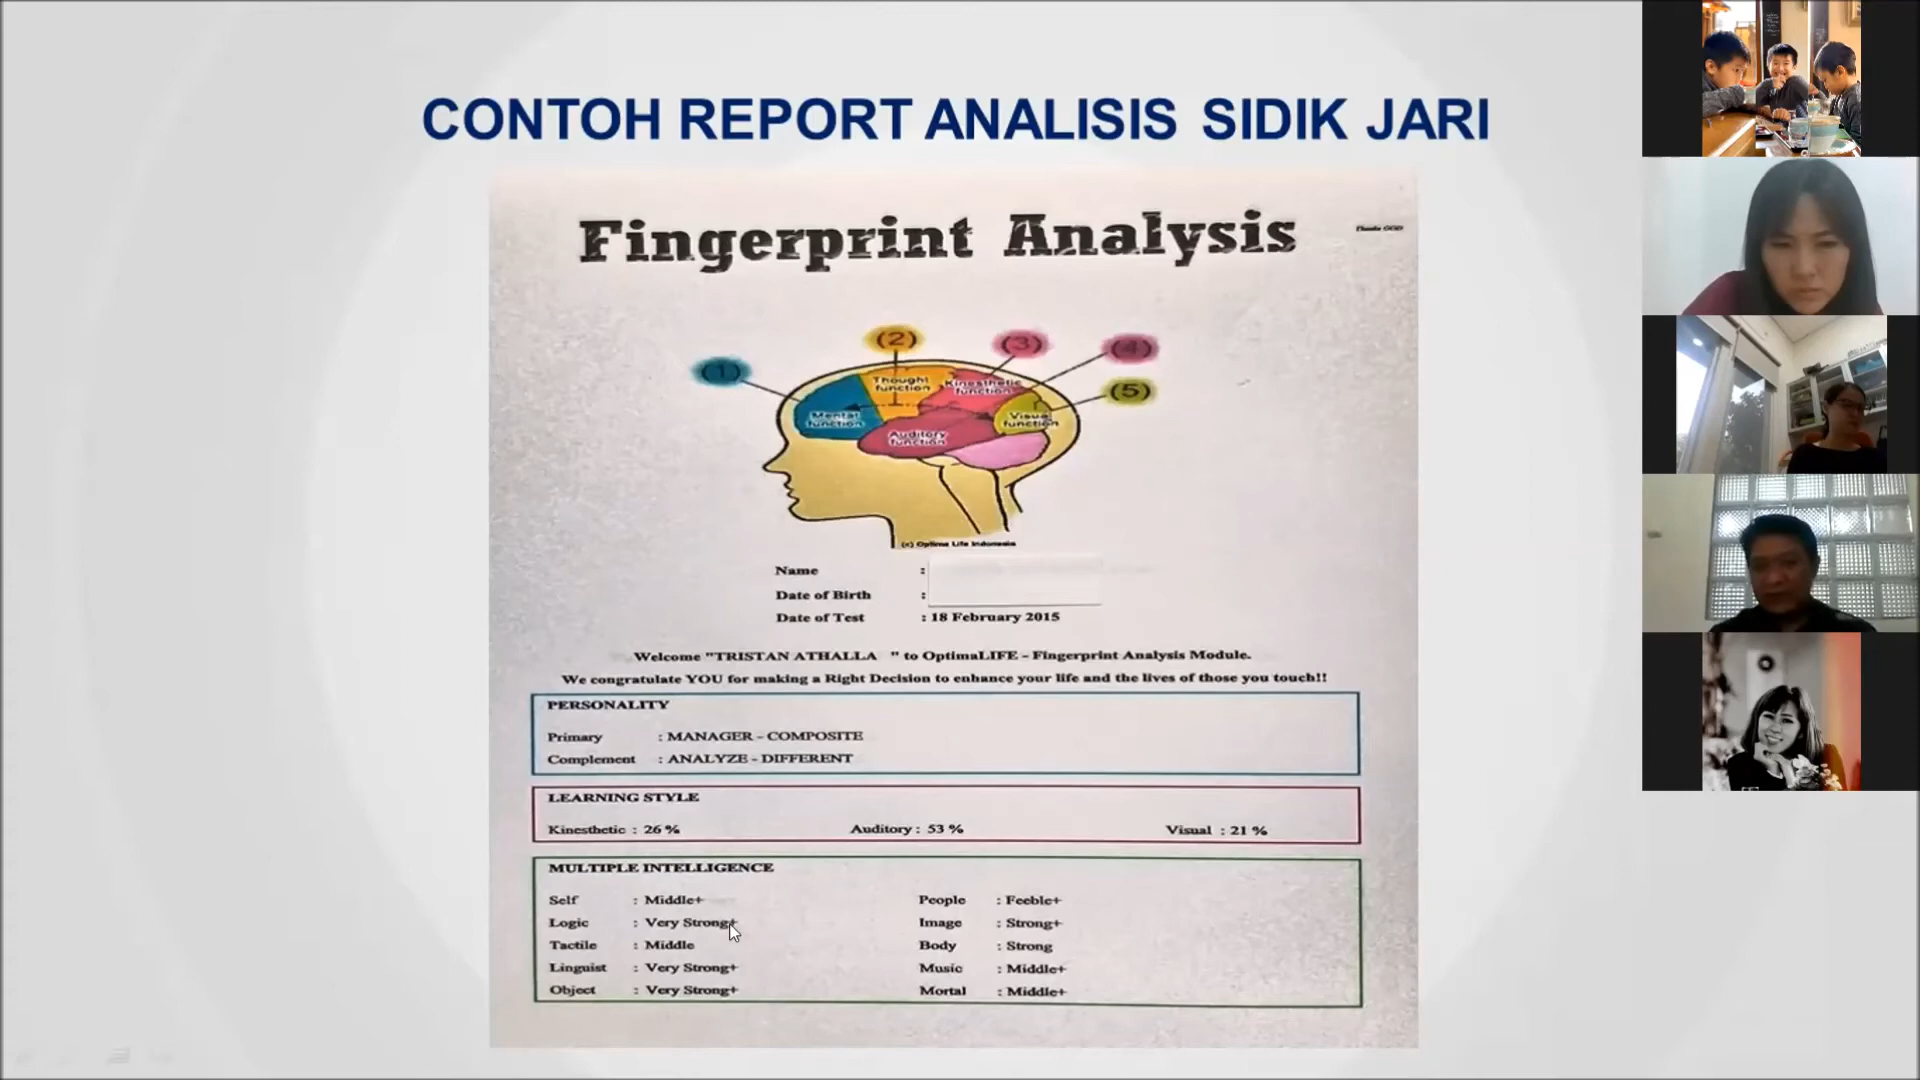 CONTOH REPORT ANALISIS SIDIK JARI
Fingerprint Analysis
(1)
(2)
(3)
(4)
(5)
Thought function
Kinesthetic function
Mental function
Visual function
Auditory function
(c) Optima Life Indonesia
Name :
Date of Birth :
Date of Test : 18 February 2015
Welcome "TRISTAN ATHALLA " to OptimaLIFE - Fingerprint Analysis Module.
We congratulate YOU for making a Right Decision to enhance your life and the lives of those you touch!!
PERSONALITY
Primary : MANAGER - COMPOSITE
Complement : ANALYZE - DIFFERENT
LEARNING STYLE
Kinesthetic : 26 % Auditory : 53 % Visual : 21 %
MULTIPLE INTELLIGENCE
Self : Middle+ People : Feeble+
Logic : Very Strong+ Image : Strong+
Tactile : Middle Body : Strong
Linguist : Very Strong+ Music : Middle+
Object : Very Strong+ Mortal : Middle+